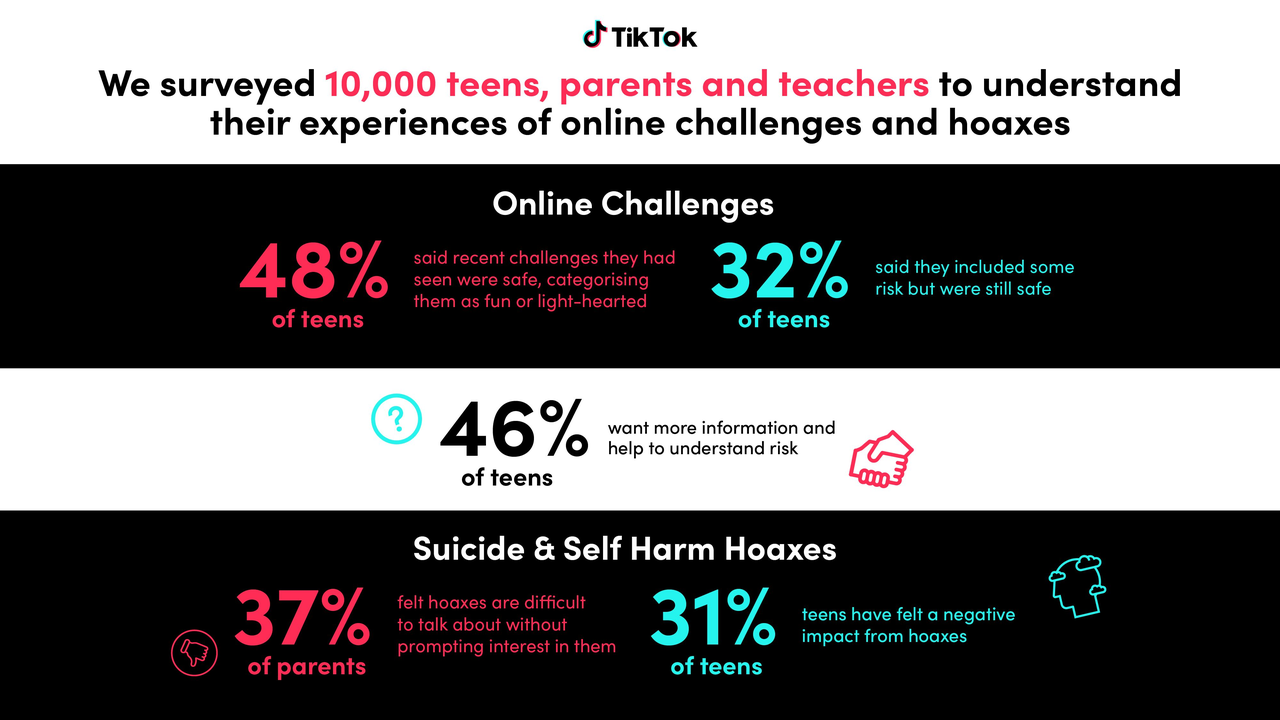 TikTok
We surveyed 10,000 teens, parents and teachers to understand
their experiences of online challenges and hoaxes
Online Challenges
48%
of teens
said recent challenges they had
seen were safe, categorising
them as fun or light-hearted
32%
of teens
said they included some
risk but were still safe
?
46%
of teens
want more information and
help to understand risk
Suicide & Self Harm Hoaxes
37%
of parents
felt hoaxes are difficult
to talk about without
prompting interest in them
31%
of teens
teens have felt a negative
impact from hoaxes